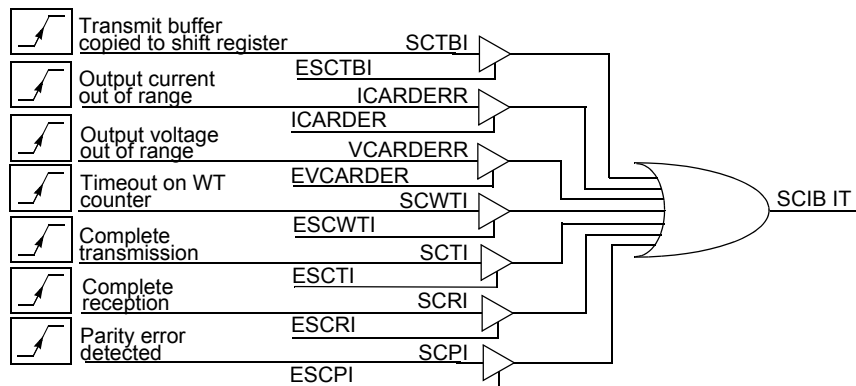 Transmit buffer
copied to shift register SCTBI
ESCTBI
Output current
out of range ICARDERR
ICARDER
Output voltage
out of range VCARDERR
EVCARDER
Timeout on WT
counter SCWTI
ESCWTI
SCIB IT
Complete
transmission SCTI
ESCTI
Complete
reception SCRI
ESCRI
Parity error
detected SCPI
ESCPI